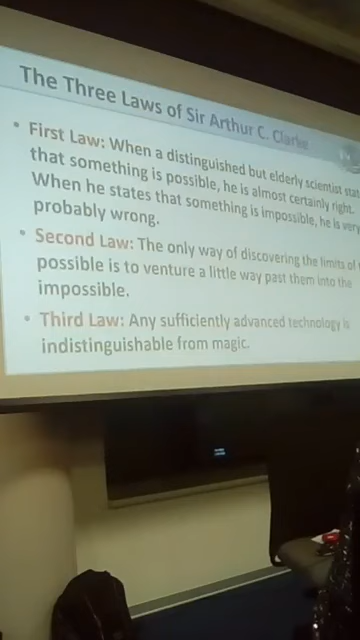 The Three Laws of Sir Arthur C. Clarke
• First Law: When a distinguished but elderly scientist stat
that something is possible, he is almost certainly right.
When he states that something is impossible, he is very
probably wrong.
• Second Law: The only way of discovering the limits of
possible is to venture a little way past them into the
impossible.
• Third Law: Any sufficiently advanced technology is
indistinguishable from magic.